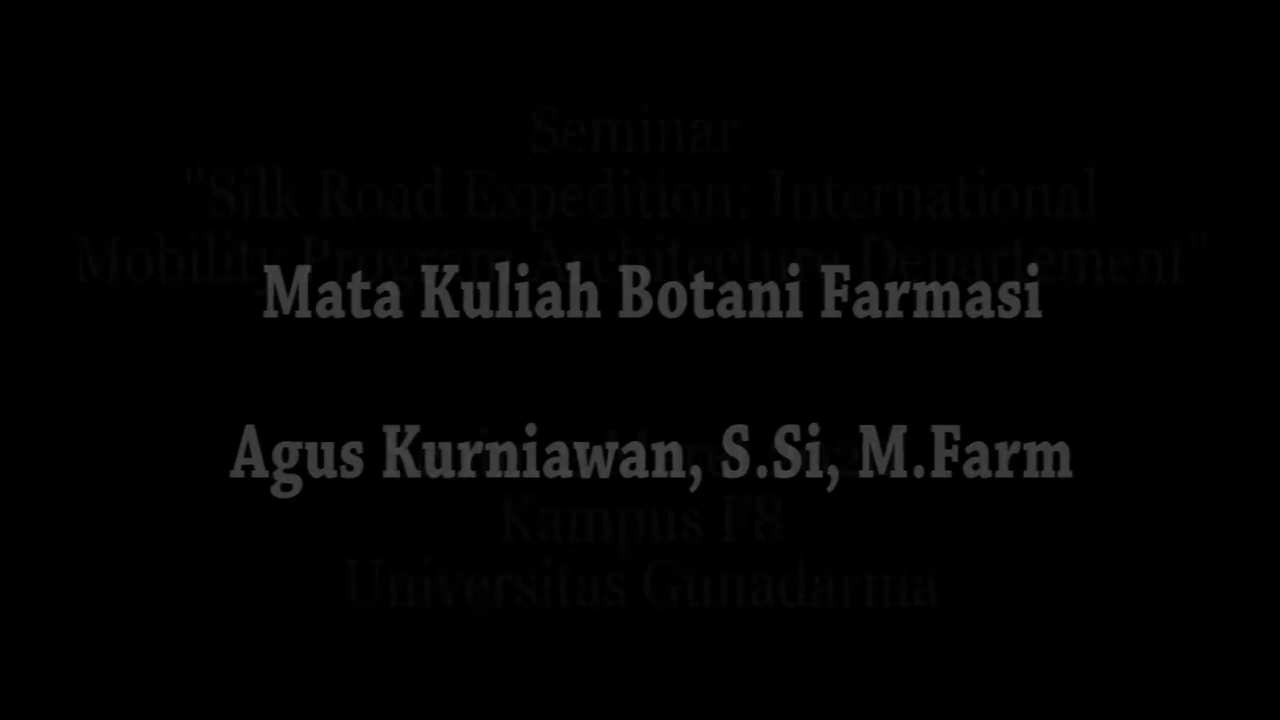 Seminar
"Silk Road Expedition: International
Mobility Program Architecture Departement"
Mata Kuliah Botani Farmasi
Agus Kurniawan, S.Si, M.Farm
Kampus F8
Universitas Gunadarma